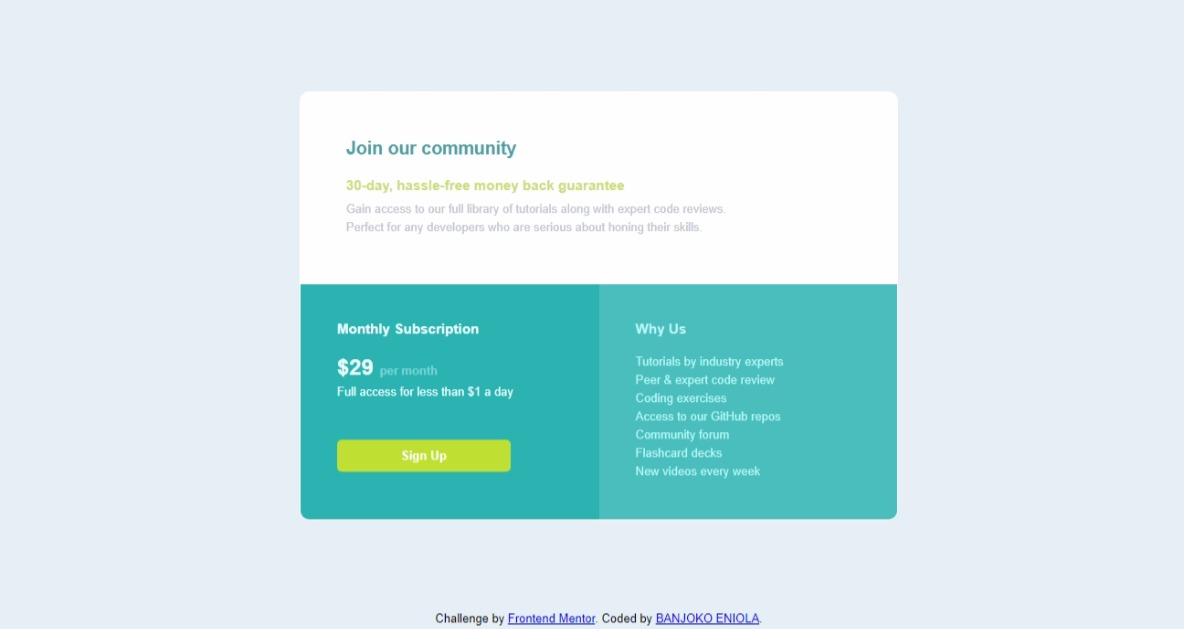 Join our community
30-day, hassle-free money back guarantee
Gain access to our full library of tutorials along with expert code reviews.
Perfect for any developers who are serious about honing their skills.
Monthly Subscription
$29 per month
Full access for less than $1 a day
Sign Up
Why Us
Tutorials by industry experts
Peer & expert code review
Coding exercises
Access to our GitHub repos
Community forum
Flashcard decks
New videos every week
Challenge by Frontend Mentor. Coded by BANJOKO ENIOLA.